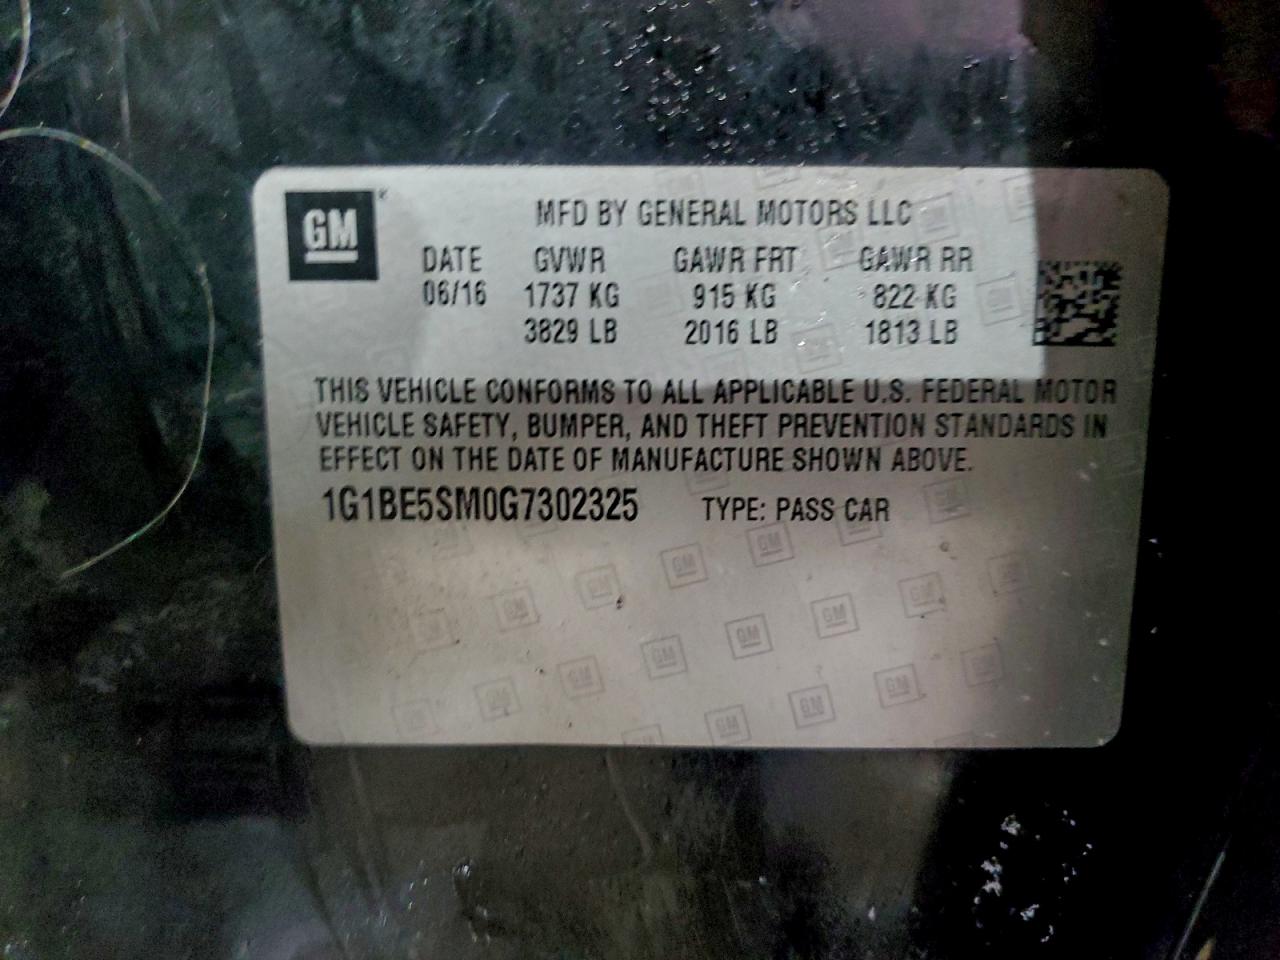 GM
MFD BY GENERAL MOTORS LLC
DATE GVWR GAWR FRT GAWR RR
06/16 1737 KG 915 KG 822 KG
3829 LB 2016 LB 1813 LB
THIS VEHICLE CONFORMS TO ALL APPLICABLE U.S. FEDERAL MOTOR
VEHICLE SAFETY, BUMPER, AND THEFT PREVENTION STANDARDS IN
EFFECT ON THE DATE OF MANUFACTURE SHOWN ABOVE.
1G1BE5SM0G7302325 TYPE: PASS CAR